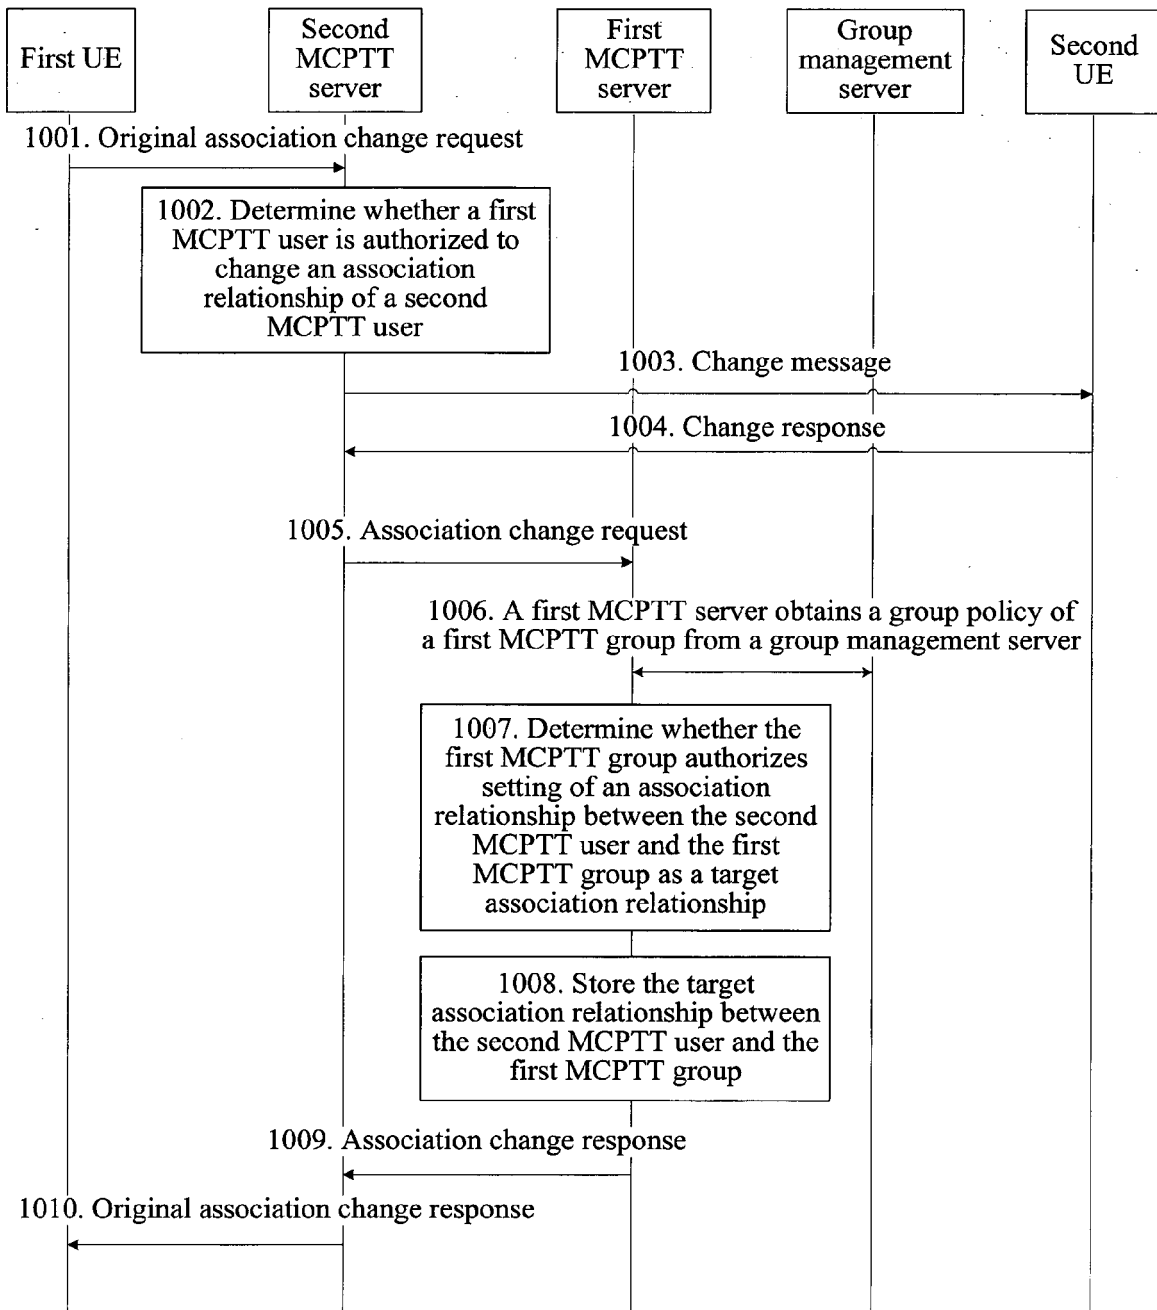 First UE
Second
MCPTT
server
First
MCPTT
server
Group
management
server
Second
UE
1001. Original association change request
1002. Determine whether a first
MCPTT user is authorized to
change an association
relationship of a second
MCPTT user
1003. Change message
1004. Change response
1005. Association change request
1006. A first MCPTT server obtains a group policy of
a first MCPTT group from a group management server
1007. Determine whether the
first MCPTT group authorizes
setting of an association
relationship between the second
MCPTT user and the first
MCPTT group as a target
association relationship
1008. Store the target
association relationship between
the second MCPTT user and the
first MCPTT group
1009. Association change response
1010. Original association change response